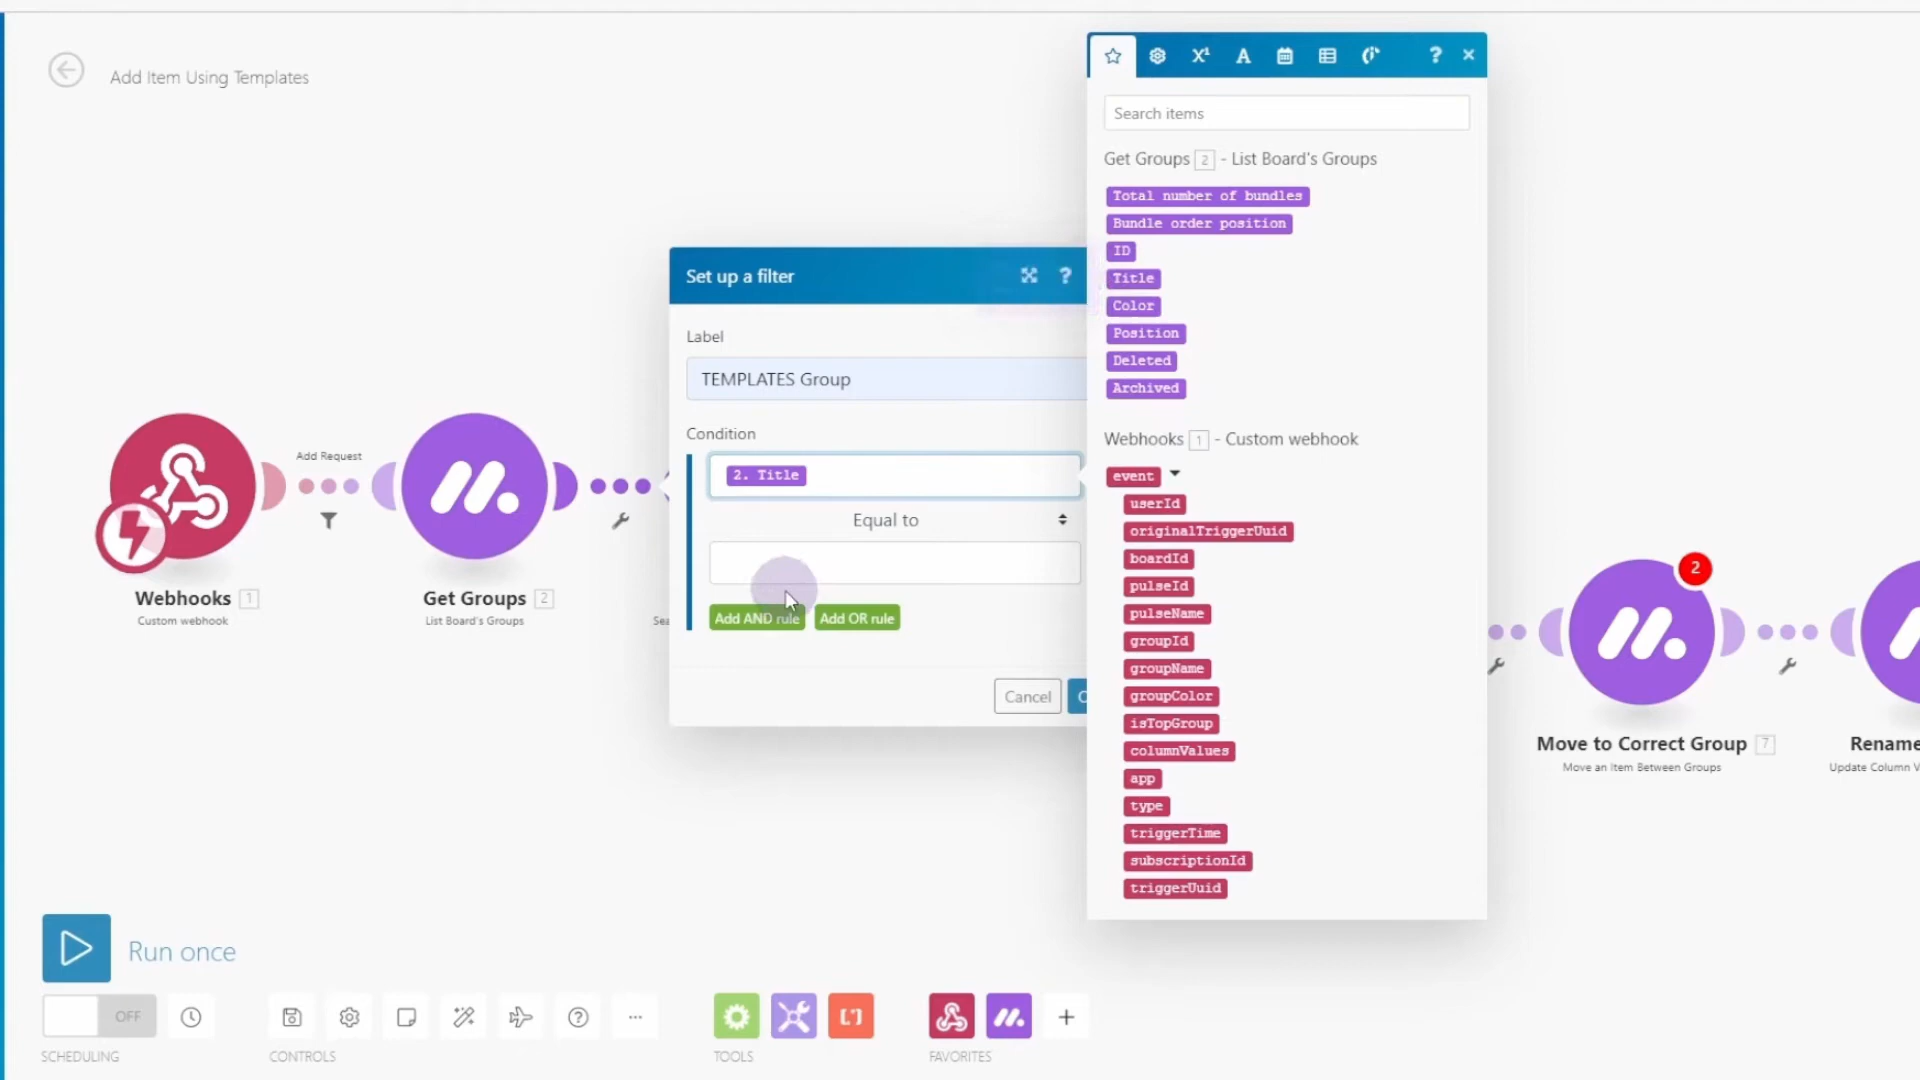 Add Item Using Templates
?
Search items
Get Groups 2 - List Board's Groups
Total number of bundles
Bundle order position
ID
Title
Color
Position
Deleted
Archived
Webhooks 1 - Custom webhook
event
userId
originalTriggerUuid
boardId
pulseId
pulseName
groupId
groupName
groupColor
isTopGroup
columnValues
app
type
triggerTime
subscriptionId
triggerUuid
Set up a filter ?
Label
TEMPLATES Group
Condition
2. Title
Equal to
Add AND rule Add OR rule
Cancel
Add Request
Webhooks 1
Custom webhook
Get Groups 2
List Board's Groups
Sea
2
Move to Correct Group 7
Move an Item Between Groups
Rename
Update Column V
Run once
OFF
SCHEDULING
CONTROLS
TOOLS
FAVORITES